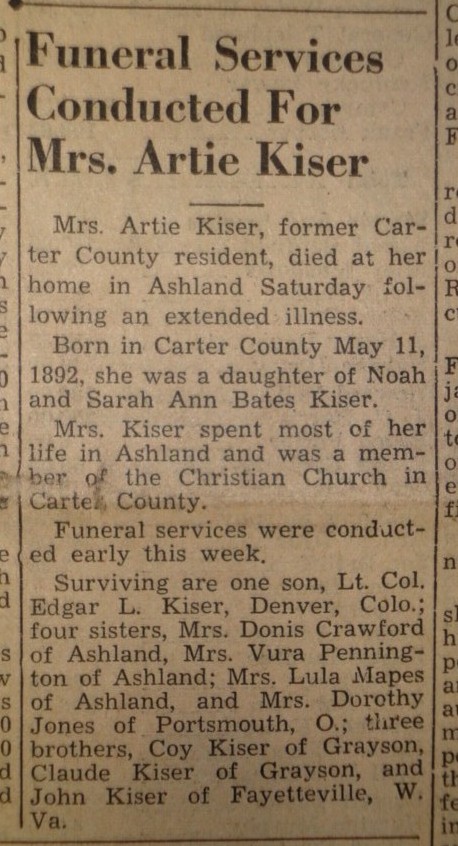 Funeral Services
Conducted For
Mrs. Artie Kiser
Mrs. Artie Kiser, former Car-
ter County resident, died at her
home in Ashland Saturday fol-
lowing an extended illness.
Born in Carter County May 11,
1892, she was a daughter of Noah
and Sarah Ann Bates Kiser.
Mrs. Kiser spent most of her
life in Ashland and was a mem-
ber of the Christian Church in
Carter County.
Funeral services were conduct-
ed early this week.
Surviving are one son, Lt. Col.
Edgar L. Kiser, Denver, Colo.;
four sisters, Mrs. Donis Crawford
of Ashland, Mrs. Vura Penning-
ton of Ashland; Mrs. Lula Mapes
of Ashland, and Mrs. Dorothy
Jones of Portsmouth, O.; three
brothers, Coy Kiser of Grayson,
Claude Kiser of Grayson, and
John Kiser of Fayetteville, W.
Va.